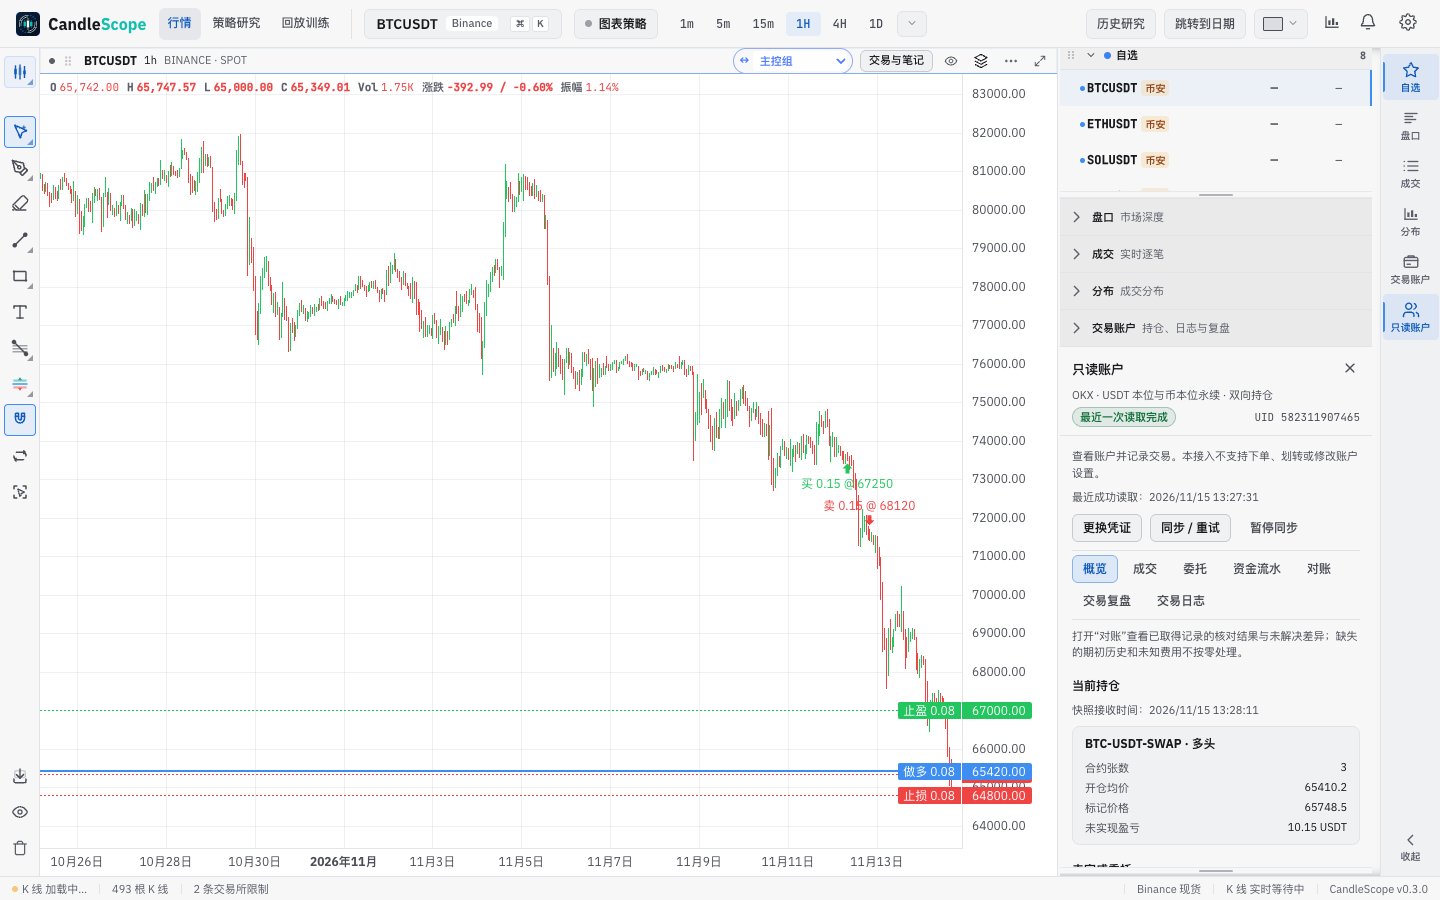 CandleScope 行情 策略研究 回放训练 BTCUSDT Binance ⌘ K 图表策略 1m 5m 15m 1H 4H 1D 历史研究 跳转到日期
BTCUSDT 1h BINANCE · SPOT 主控组 交易与笔记
O 65,742.00 H 65,747.57 L 65,000.00 C 65,349.01 Vol 1.75K 涨跌 -392.99 / -0.60% 振幅 1.14%
83000.00
82000.00
81000.00
80000.00
79000.00
78000.00
77000.00
76000.00
75000.00
74000.00
73000.00
72000.00
71000.00
70000.00
69000.00
68000.00
66000.00
64000.00
买 0.15 @ 67250
卖 0.15 @ 68120
止盈 0.08 67000.00
做多 0.08 65420.00
止损 0.08 64800.00
10月26日 10月28日 10月30日 2026年11月 11月3日 11月5日 11月7日 11月9日 11月11日 11月13日
自选 8
BTCUSDT 币安 — —
ETHUSDT 币安 — —
SOLUSDT 币安 — —
盘口 市场深度
成交 实时逐笔
分布 成交分布
交易账户 持仓、日志与复盘
只读账户
OKX · USDT 本位与币本位永续 · 双向持仓
最近一次读取完成 UID 582311907465
查看账户并记录交易。本接入不支持下单、划转或修改账户
设置。
最近成功读取：2026/11/15 13:27:31
更换凭证 同步 / 重试 暂停同步
概览 成交 委托 资金流水 对账
交易复盘 交易日志
打开“对账”查看已取得记录的核对结果与未解决差异；缺失
的期初历史和未知费用不按零处理。
当前持仓
快照接收时间：2026/11/15 13:28:11
BTC-USDT-SWAP · 多头
合约张数 3
开仓均价 65410.2
标记价格 65748.5
未实现盈亏 10.15 USDT
自选
盘口
成交
分布
交易账户
只读账户
收起
K 线 加载中... 493 根 K 线 2 条交易所限制 Binance 现货 K 线 实时等待中 CandleScope v0.3.0